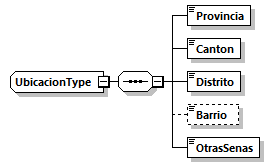 Provincia
Canton
UbicacionType
Distrito
Barrio
OtrasSenas